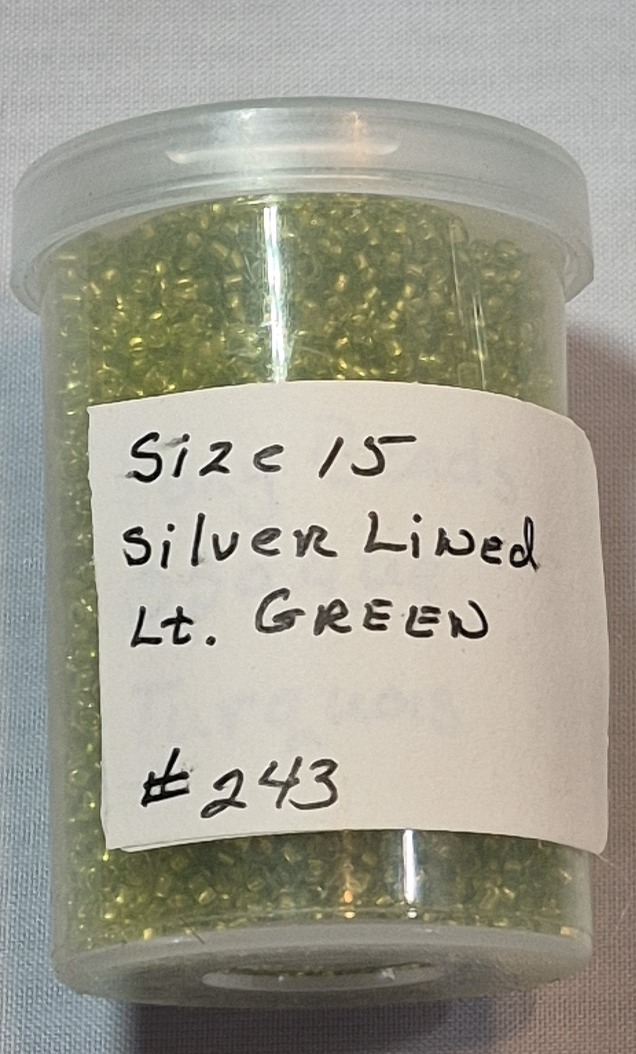 Size 15
Silver Lined
Lt. GREEN
#243